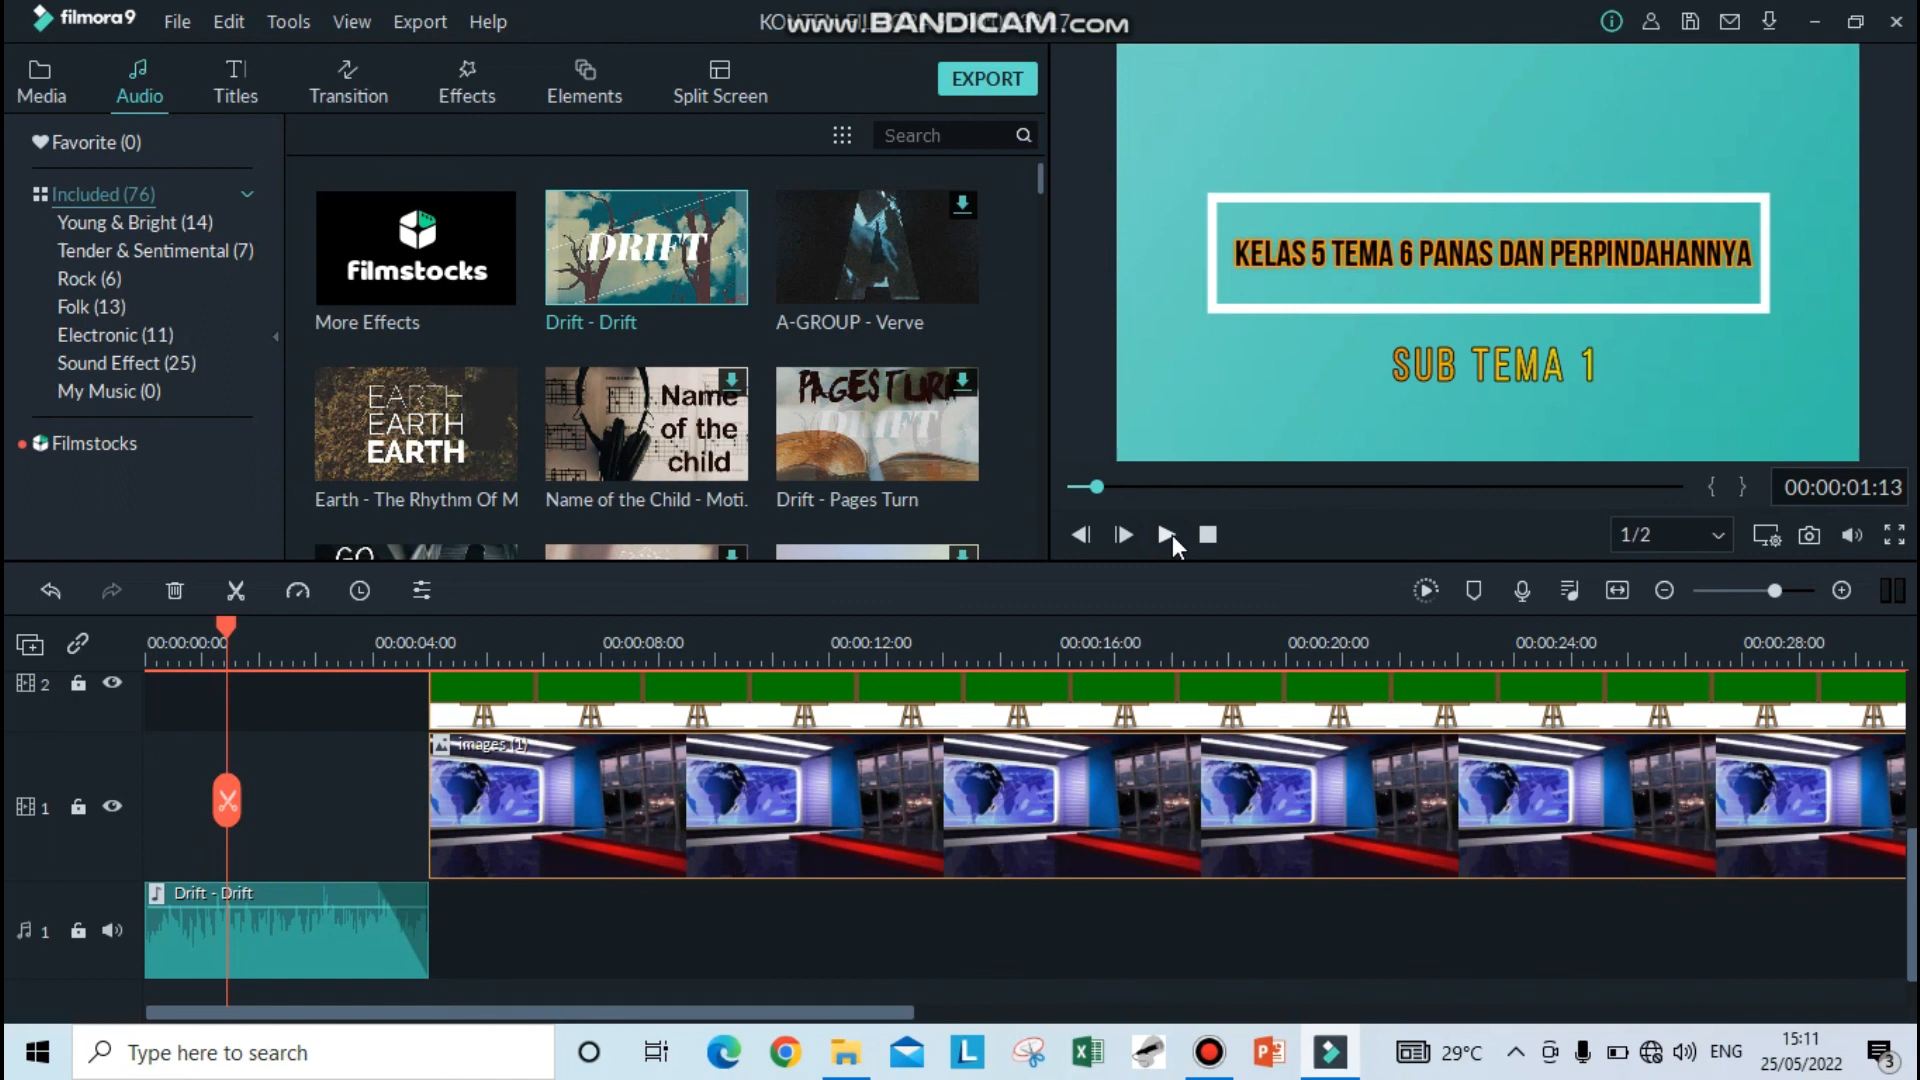 filmora9
File Edit Tools View Export Help
www.BANDICAM.com
Media Audio Titles Transition Effects Elements Split Screen
EXPORT
Favorite (0)
Search
Included (76)
Young & Bright (14)
Tender & Sentimental (7)
Rock (6)
Folk (13)
Electronic (11)
Sound Effect (25)
My Music (0)
Filmstocks
filmstocks
DRIFT
A
More Effects
Drift - Drift
A-GROUP - Verve
EARTH
EARTH
EARTH
Name
of the
child
PAGES TURN
DRIFT
Earth - The Rhythm Of M
Name of the Child - Moti.
Drift - Pages Turn
GO
KELAS 5 TEMA 6 PANAS DAN PERPINDAHANNYA
SUB TEMA 1
{ } 00:00:01:13
1/2
00:00:00:00 00:00:04:00 00:00:08:00 00:00:12:00 00:00:16:00 00:00:20:00 00:00:24:00 00:00:28:00
2
images (1)
1
Drift - Drift
1
Type here to search
29°C
ENG
15:11
25/05/2022
3